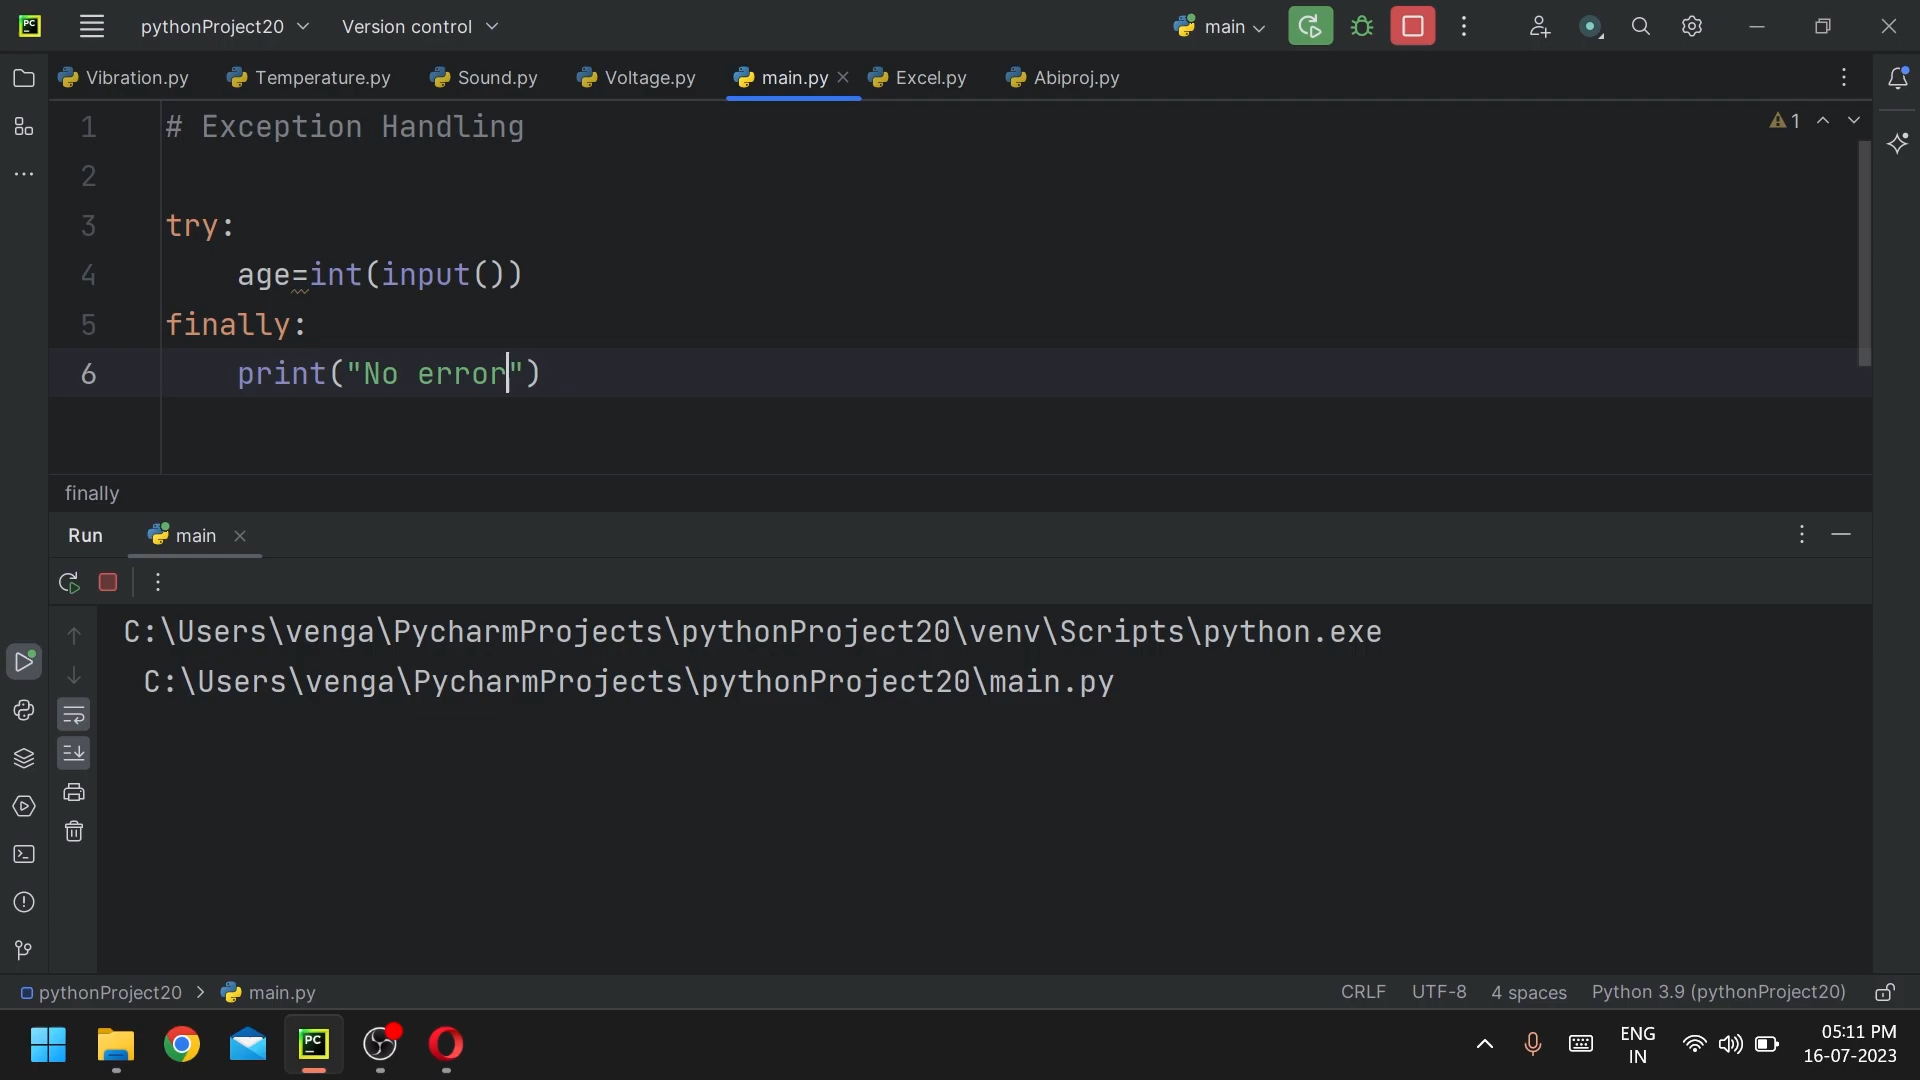 PC pythonProject20 Version control main
Vibration.py Temperature.py Sound.py Voltage.py main.py Excel.py Abiproj.py
1 # Exception Handling
1
2
3 try:
4 age=int(input())
5 finally:
6 print("No error")
finally
Run main
C:\Users\venga\PycharmProjects\pythonProject20\venv\Scripts\python.exe
C:\Users\venga\PycharmProjects\pythonProject20\main.py
pythonProject20 > main.py CRLF UTF-8 4 spaces Python 3.9 (pythonProject20)
PC
ENG
IN
05:11 PM
16-07-2023